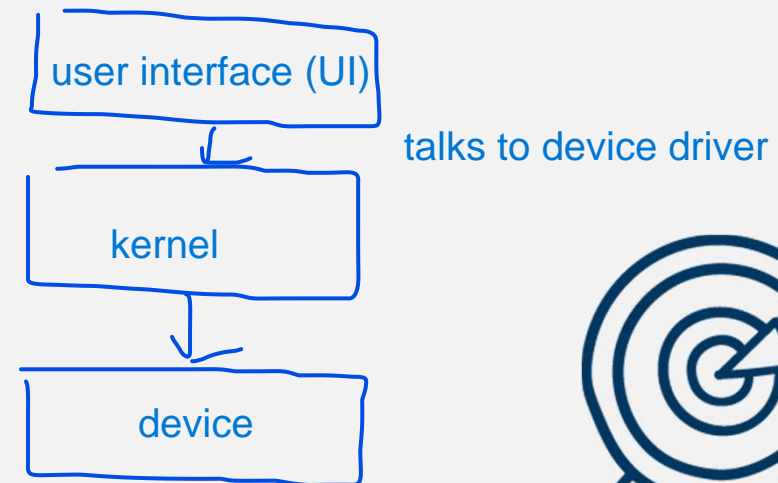 user interface (UI)
talks to device driver
kernel
device